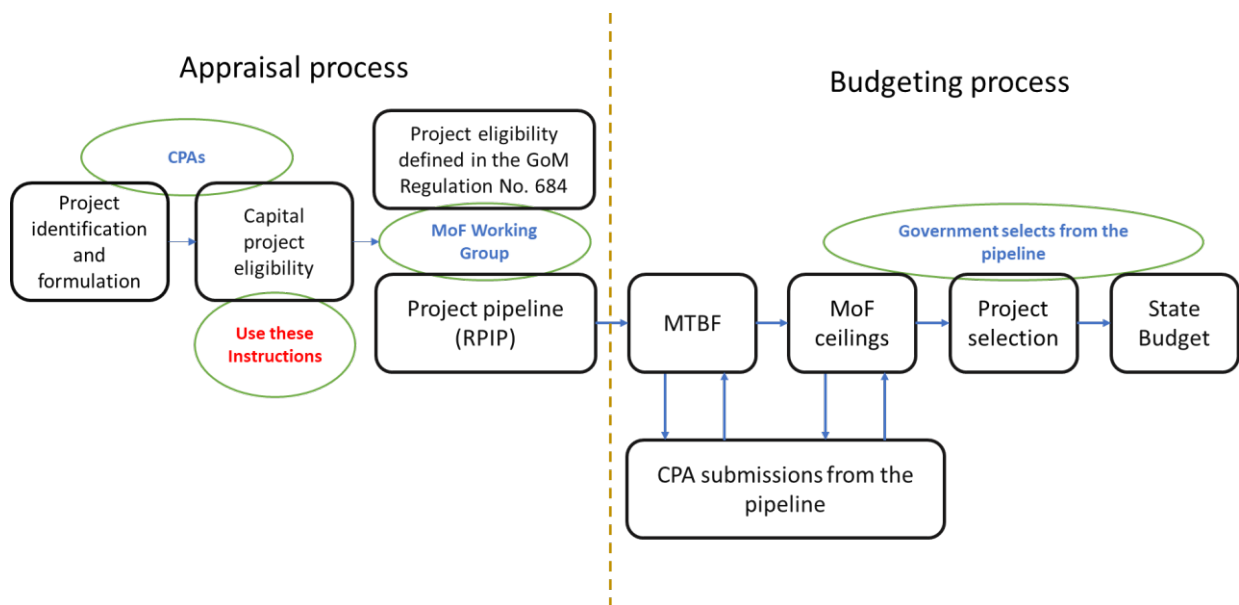 Appraisal process
Budgeting process
CPAs
Project
identification
and
formulation
Capital
project
eligibility
Use these
Instructions
Project eligibility
defined in the GoM
Regulation No. 684
MoF Working
Group
Project pipeline
(RPIP)
MTBF
MoF
ceilings
Government selects from the
pipeline
Project
selection
State
Budget
CPA submissions from the
pipeline